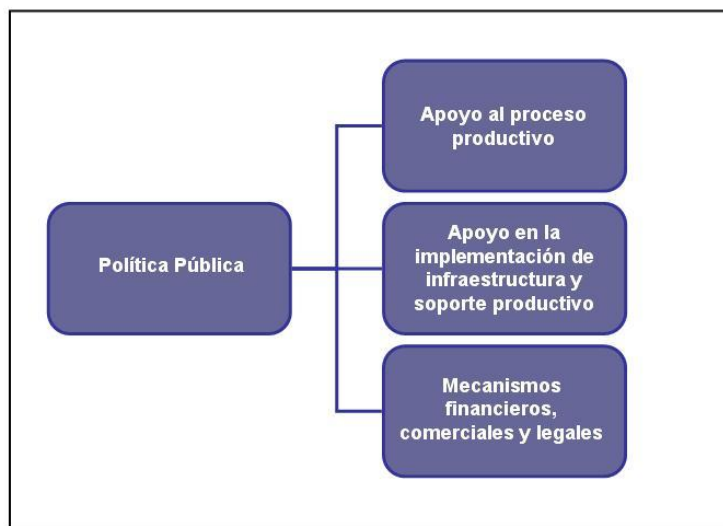 Apoyo al proceso
productivo
Política Pública
Apoyo en la
implementación de
infraestructura y
soporte productivo
Mecanismos
financieros,
comerciales y legales